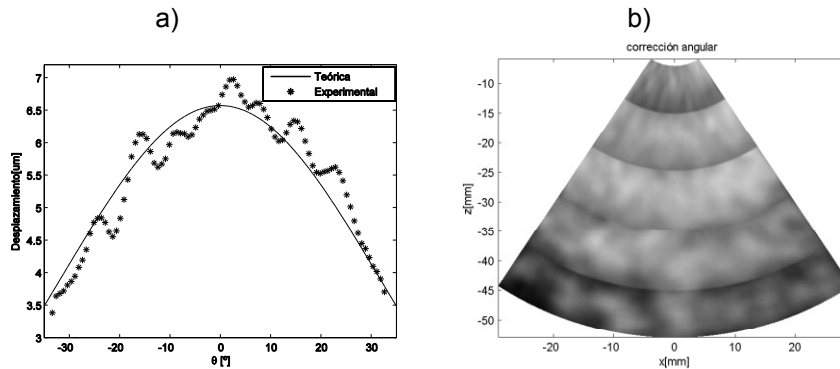 a)
7
6.5
6
5.5
5
4.5
4
3.5
3
Desplazamiento[um]
Teórica
Experimental
-30 -20 -10 0 10 20 30
θ [º]
b)
corrección angular
-5
-10
-15
-20
-25
-30
-35
-40
-45
-50
z[mm]
-20 -10 0 10 20
x[mm]